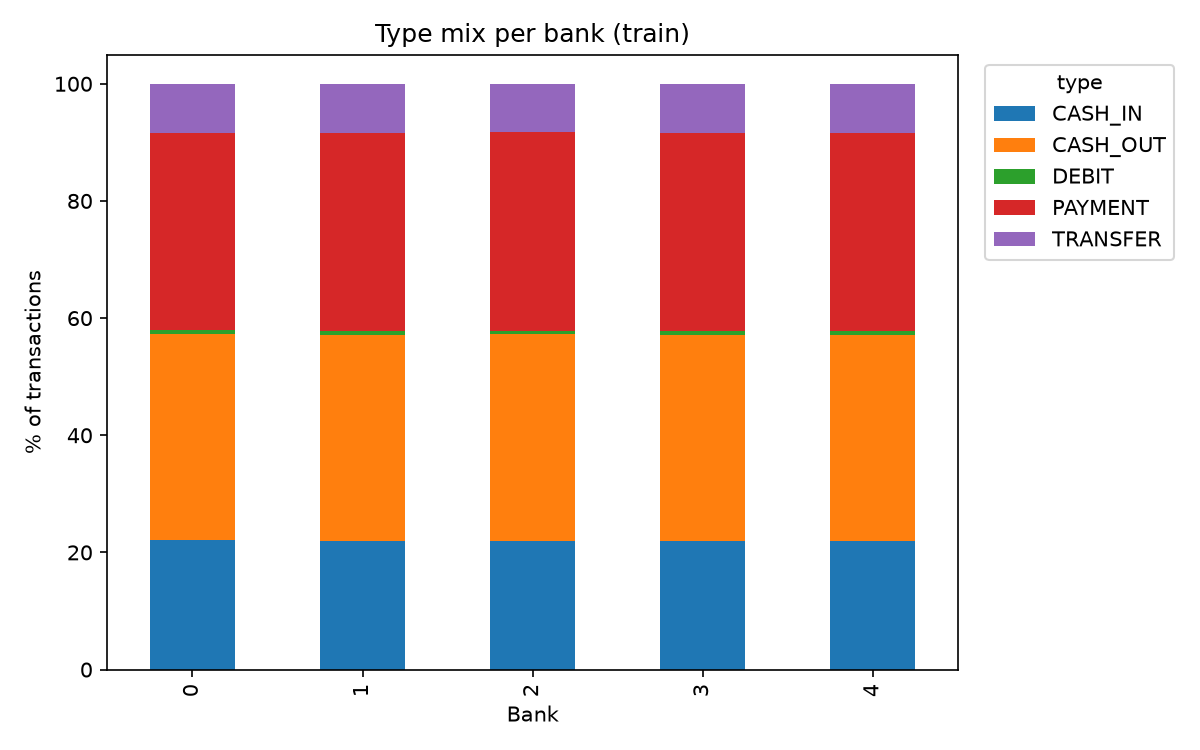 Type mix per bank (train)
type
CASH_IN
CASH_OUT
DEBIT
PAYMENT
TRANSFER
100
80
60
40
20
0
% of transactions
0 1 2 3 4
Bank